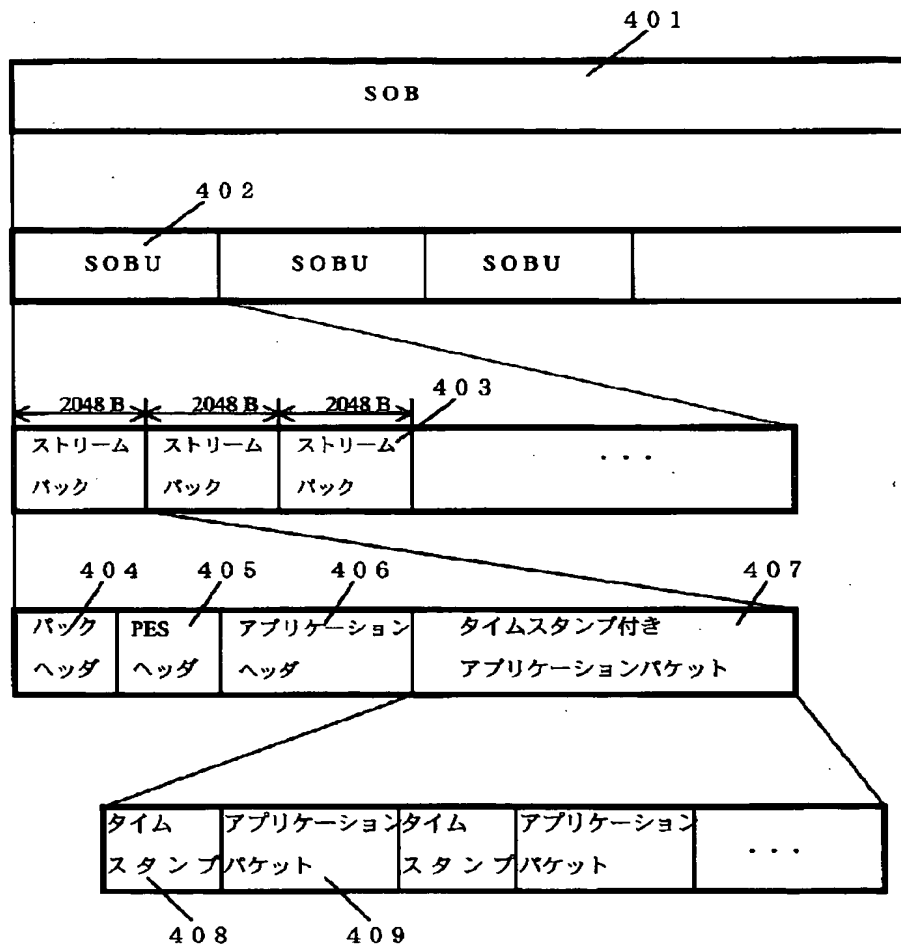 401
SOB
402
SOBU SOBU SOBU
2048 B 2048 B 2048 B 403
ストリーム ストリーム ストリーム
パック パック パック ・・・
404 405 406 407
パック PES アプリケーション タイムスタンプ付き
ヘッダ ヘッダ ヘッダ アプリケーションパケット
タイム アプリケーション タイム アプリケーション
スタンプ パケット スタンプ パケット ・・・
408 409